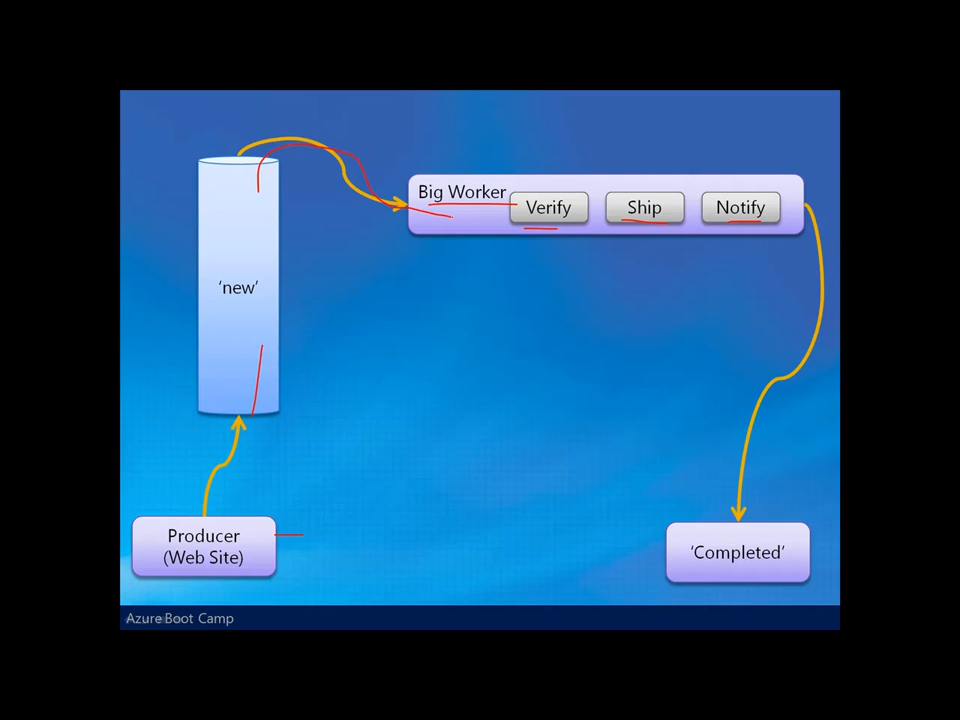 Big Worker
Verify
Ship
Notify
‘new’
Producer
(Web Site)
‘Completed’
Azure Boot Camp